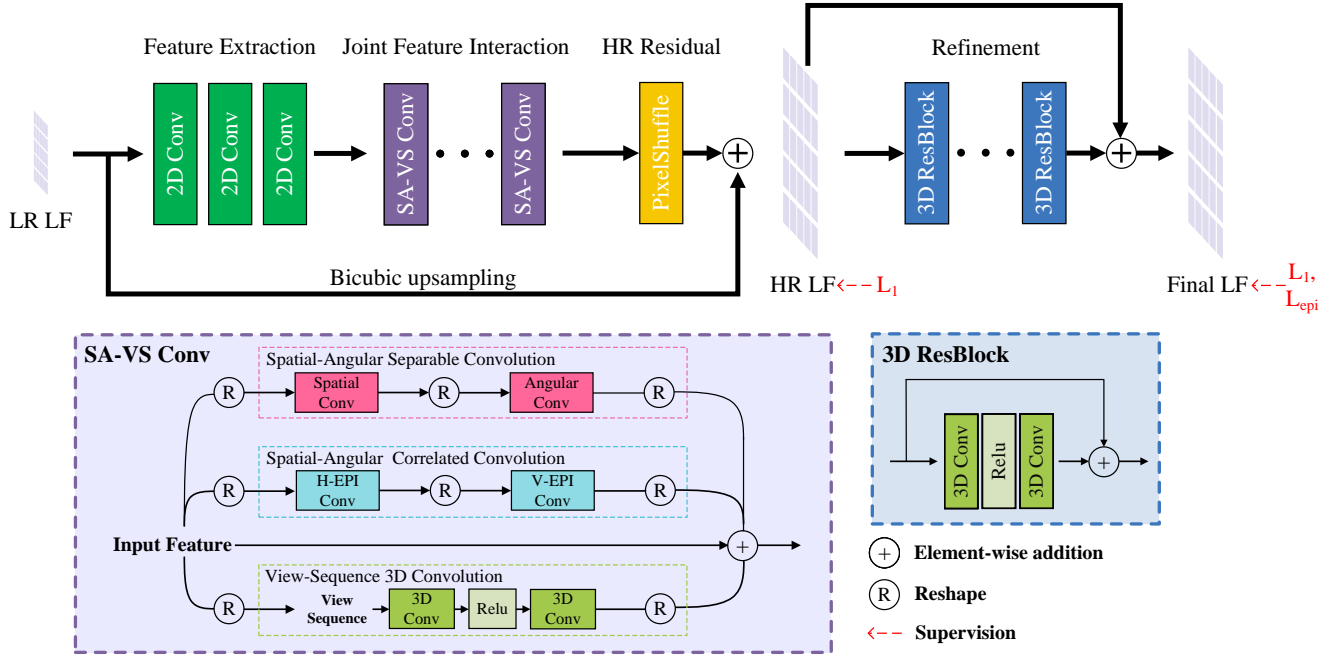 Feature Extraction
Joint Feature Interaction
HR Residual
Refinement
LR LF
2D Conv
2D Conv
2D Conv
SA-VS Conv
• • •
SA-VS Conv
PixelShuffle
+
3D ResBlock
• • •
3D ResBlock
+
Bicubic upsampling
HR LF
L1
Final LF
L1,
Lepi
SA-VS Conv
Spatial-Angular Separable Convolution
R
Spatial
Conv
R
Angular
Conv
R
Spatial-Angular Correlated Convolution
R
H-EPI
Conv
R
V-EPI
Conv
R
Input Feature
+
View-Sequence 3D Convolution
R
View
Sequence
3D
Conv
Relu
3D
Conv
R
3D ResBlock
3D Conv
Relu
3D Conv
+
+ Element-wise addition
R Reshape
Supervision